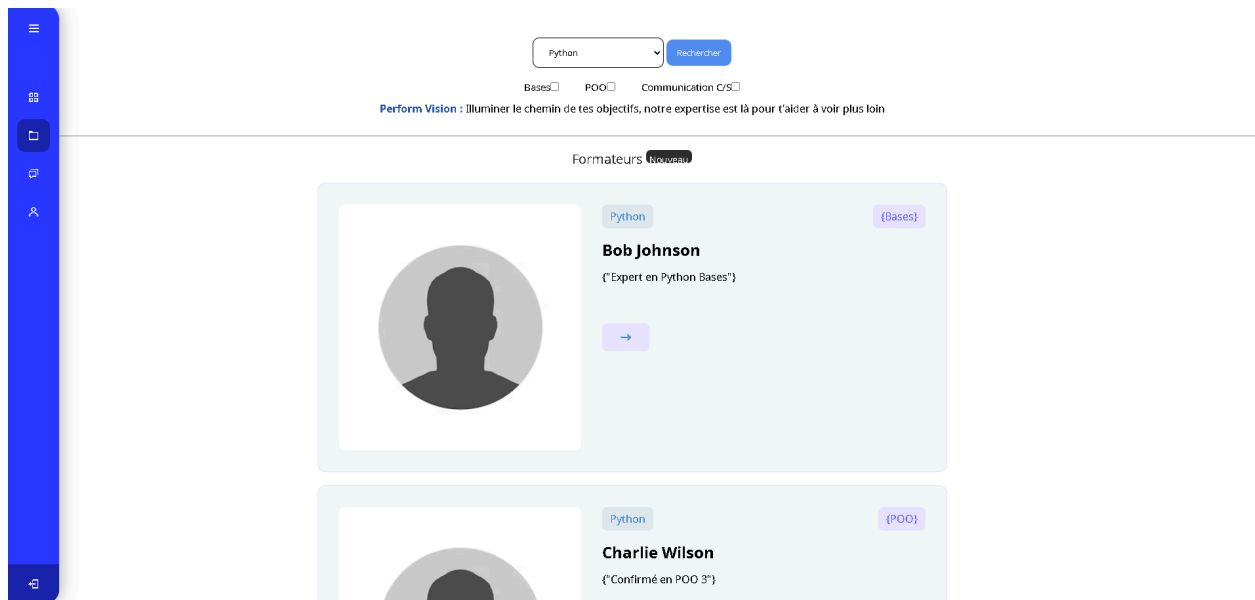 Python Rechercher
Bases POO Communication C/S
Perform Vision : Illuminer le chemin de tes objectifs, notre expertise est là pour t'aider à voir plus loin
Formateurs Nouveau
Python {Bases}
Bob Johnson
{"Expert en Python Bases"}
→
Python {POO}
Charlie Wilson
{"Confirmé en POO 3"}